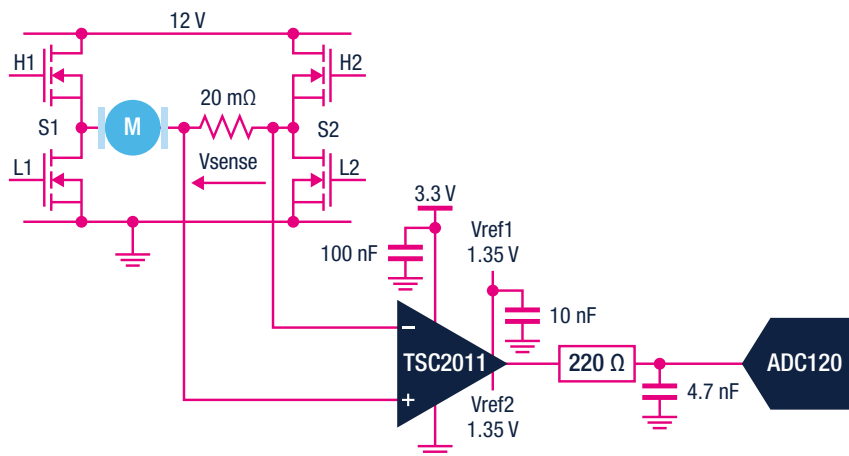 12 V
H1
H2
20 mΩ
S1
M
S2
Vsense
L1
L2
3.3 V
Vref1
1.35 V
100 nF
10 nF
−
TSC2011
+
220 Ω
ADC120
4.7 nF
Vref2
1.35 V